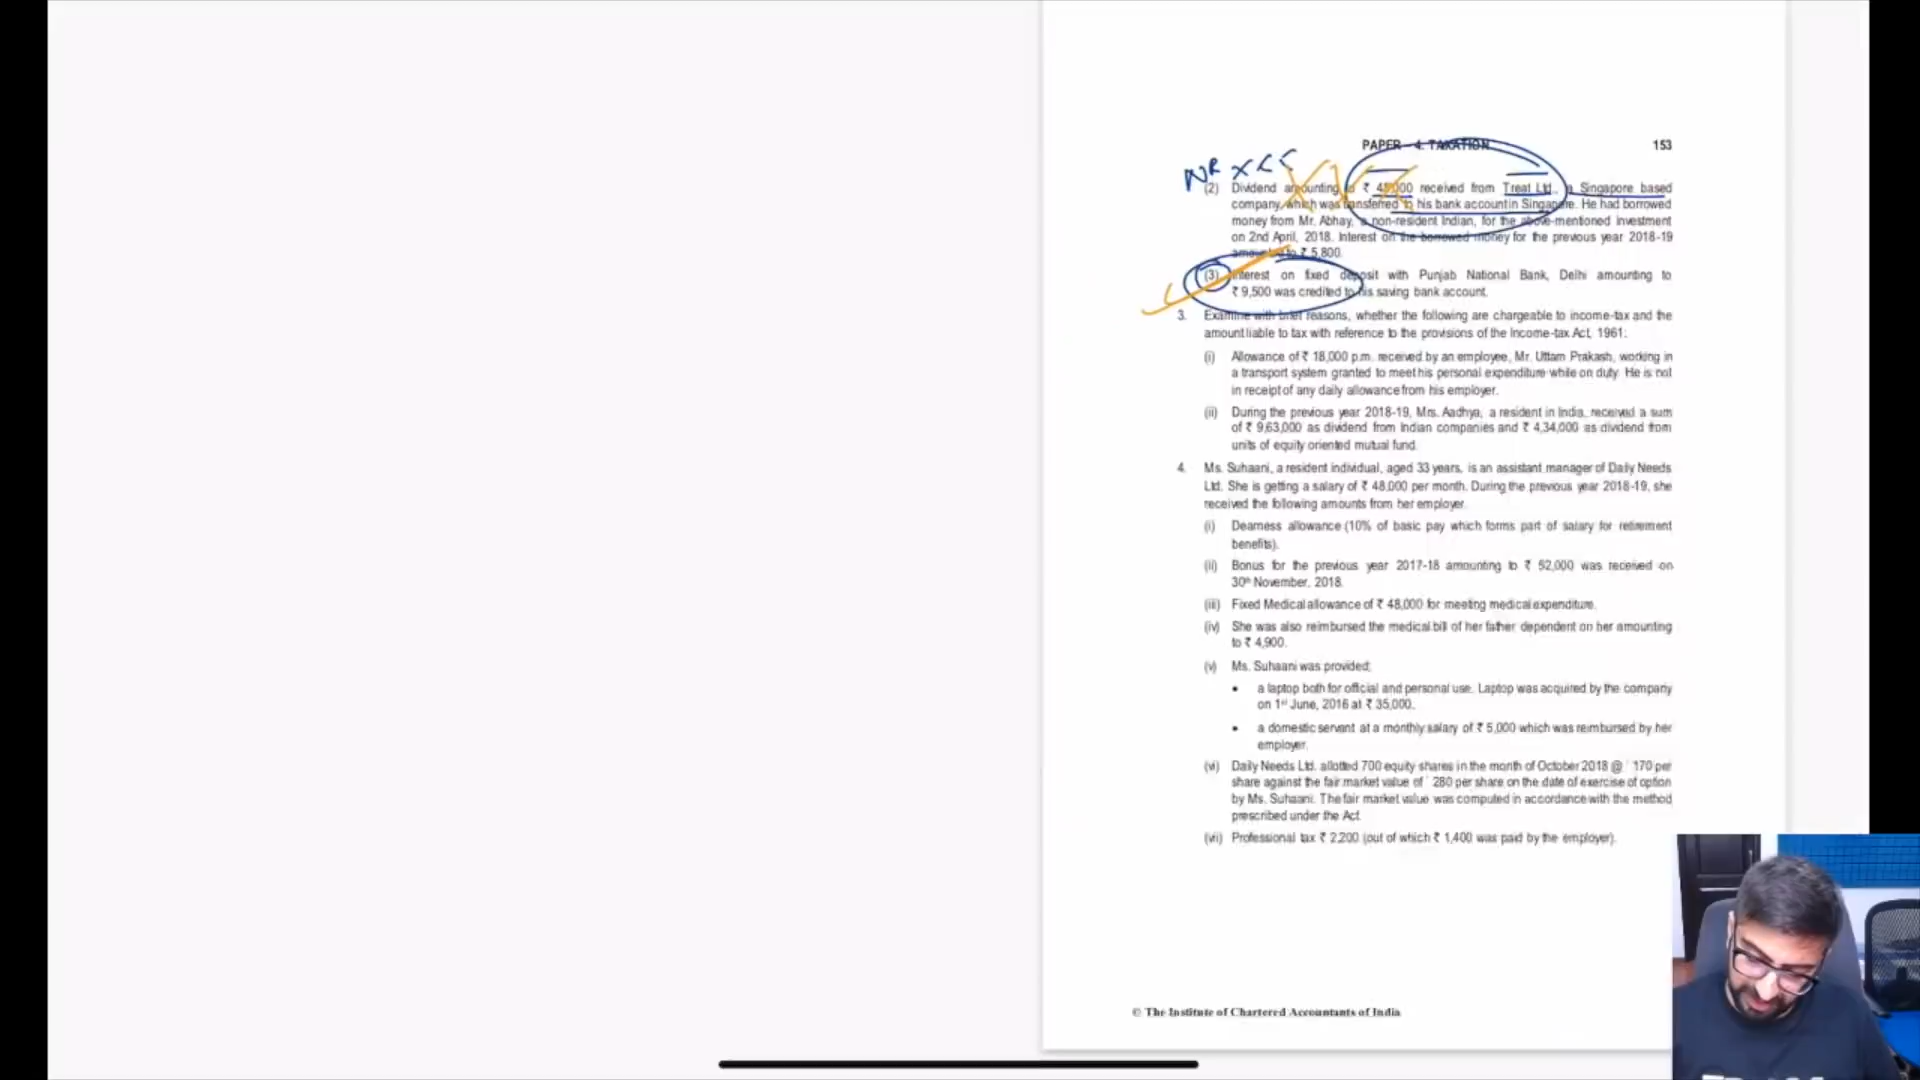 PAPER – 4: TAXATION 153
NR X
(2) Dividend amounting to ₹ 45,000 received from Treat Ltd., a Singapore based
company, which was transferred to his bank account in Singapore. He had borrowed
money from Mr. Abhay, a non-resident Indian, for the above-mentioned investment
on 2nd April, 2018. Interest on the borrowed money for the previous year 2018-19
amounted to ₹ 5,800.
(3) Interest on fixed deposit with Punjab National Bank, Delhi amounting to
₹ 9,500 was credited to his saving bank account.
3. Examine with brief reasons, whether the following are chargeable to income-tax and the
amount liable to tax with reference to the provisions of the Income-tax Act, 1961:
(i) Allowance of ₹ 18,000 p.m. received by an employee, Mr. Uttam Prakash, working in
a transport system granted to meet his personal expenditure while on duty. He is not
in receipt of any daily allowance from his employer.
(ii) During the previous year 2018-19, Mrs. Aadhya, a resident in India, received a sum
of ₹ 9,63,000 as dividend from Indian companies and ₹ 4,34,000 as dividend from
units of equity oriented mutual fund.
4. Ms. Suhaani, a resident individual, aged 33 years, is an assistant manager of Daily Needs
Ltd. She is getting a salary of ₹ 48,000 per month. During the previous year 2018-19, she
received the following amounts from her employer.
(i) Dearness allowance (10% of basic pay which forms part of salary for retirement
benefits).
(ii) Bonus for the previous year 2017-18 amounting to ₹ 52,000 was received on
30th November, 2018.
(iii) Fixed Medical allowance of ₹ 48,000 for meeting medical expenditure.
(iv) She was also reimbursed the medical bill of her father dependent on her amounting
to ₹ 4,900.
(v) Ms. Suhaani was provided;
• a laptop both for official and personal use. Laptop was acquired by the company
on 1st June, 2016 at ₹ 35,000.
• a domestic servant at a monthly salary of ₹ 5,000 which was reimbursed by her
employer.
(vi) Daily Needs Ltd. allotted 700 equity shares in the month of October 2018 @ ` 170 per
share against the fair market value of ` 280 per share on the date of exercise of option
by Ms. Suhaani. The fair market value was computed in accordance with the method
prescribed under the Act.
(vii) Professional tax ₹ 2,200 (out of which ₹ 1,400 was paid by the employer).
© The Institute of Chartered Accountants of India